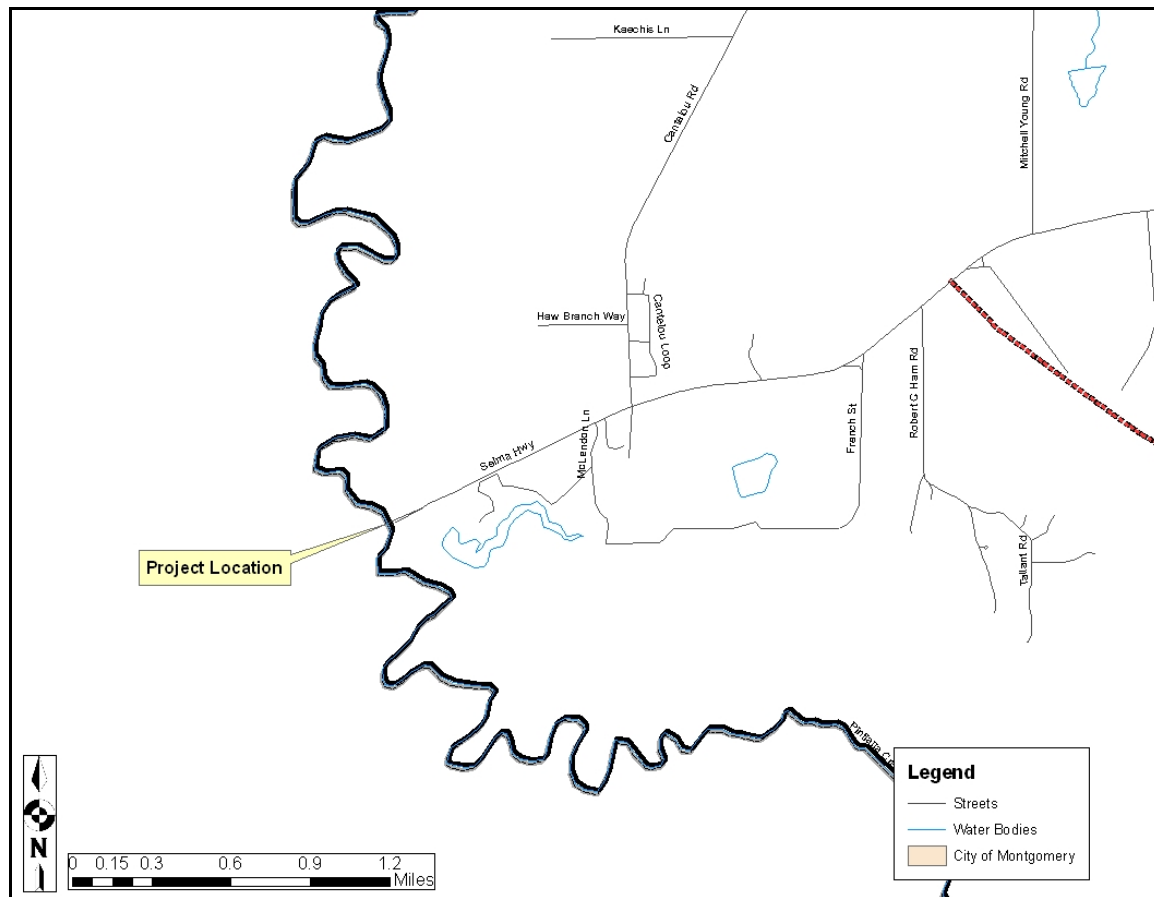 Kaechis Ln
Cantalou Rd
Mitchell Young Rd
Haw Branch Way
Cantelou Loop
Robert G Ham Rd
French St
McLendon Ln
Selma Hwy
Project Location
Tallant Rd
Pintlalla
N
0 0.15 0.3 0.6 0.9 1.2
Miles
Legend
Streets
Water Bodies
City of Montgomery